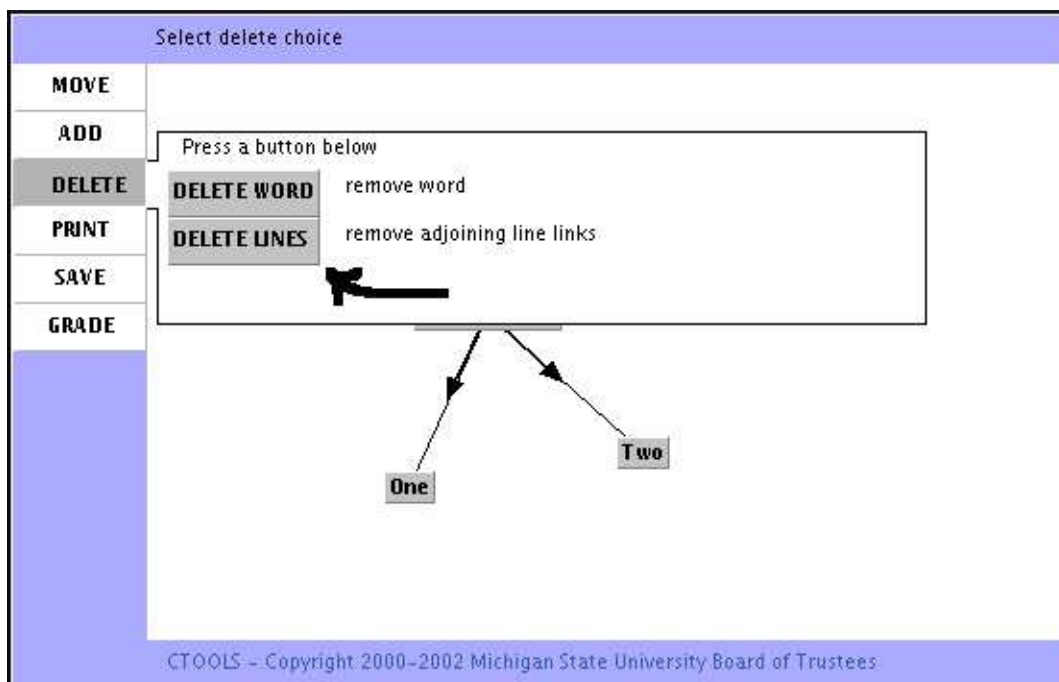 Select delete choice
MOVE
ADD
DELETE
PRINT
SAVE
GRADE
Press a button below
DELETE WORD remove word
DELETE LINES remove adjoining line links
One
Two
CTOOLS - Copyright 2000-2002 Michigan State University Board of Trustees